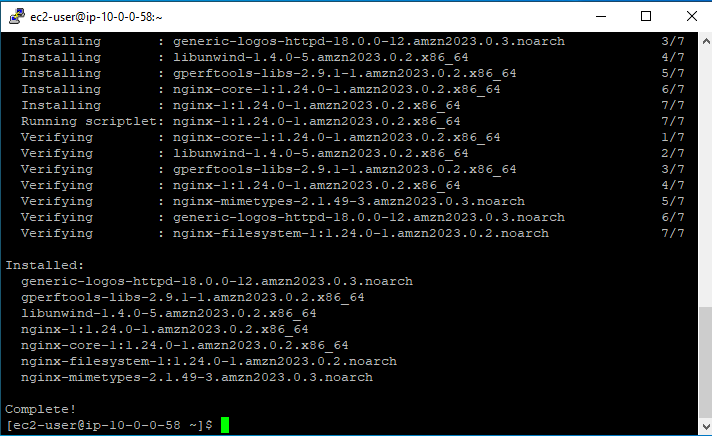 ec2-user@ip-10-0-0-58:~
Installing : generic-logos-httpd-18.0.0-12.amzn2023.0.3.noarch 3/7
Installing : libunwind-1.4.0-5.amzn2023.0.2.x86_64 4/7
Installing : gperftools-libs-2.9.1-1.amzn2023.0.2.x86_64 5/7
Installing : nginx-core-1:1.24.0-1.amzn2023.0.2.x86_64 6/7
Installing : nginx-1:1.24.0-1.amzn2023.0.2.x86_64 7/7
Running scriptlet: nginx-1:1.24.0-1.amzn2023.0.2.x86_64 7/7
Verifying : nginx-core-1:1.24.0-1.amzn2023.0.2.x86_64 1/7
Verifying : libunwind-1.4.0-5.amzn2023.0.2.x86_64 2/7
Verifying : gperftools-libs-2.9.1-1.amzn2023.0.2.x86_64 3/7
Verifying : nginx-1:1.24.0-1.amzn2023.0.2.x86_64 4/7
Verifying : nginx-mimetypes-2.1.49-3.amzn2023.0.3.noarch 5/7
Verifying : generic-logos-httpd-18.0.0-12.amzn2023.0.3.noarch 6/7
Verifying : nginx-filesystem-1:1.24.0-1.amzn2023.0.2.noarch 7/7
Installed:
generic-logos-httpd-18.0.0-12.amzn2023.0.3.noarch
gperftools-libs-2.9.1-1.amzn2023.0.2.x86_64
libunwind-1.4.0-5.amzn2023.0.2.x86_64
nginx-1:1.24.0-1.amzn2023.0.2.x86_64
nginx-core-1:1.24.0-1.amzn2023.0.2.x86_64
nginx-filesystem-1:1.24.0-1.amzn2023.0.2.noarch
nginx-mimetypes-2.1.49-3.amzn2023.0.3.noarch
Complete!
[ec2-user@ip-10-0-0-58 ~]$